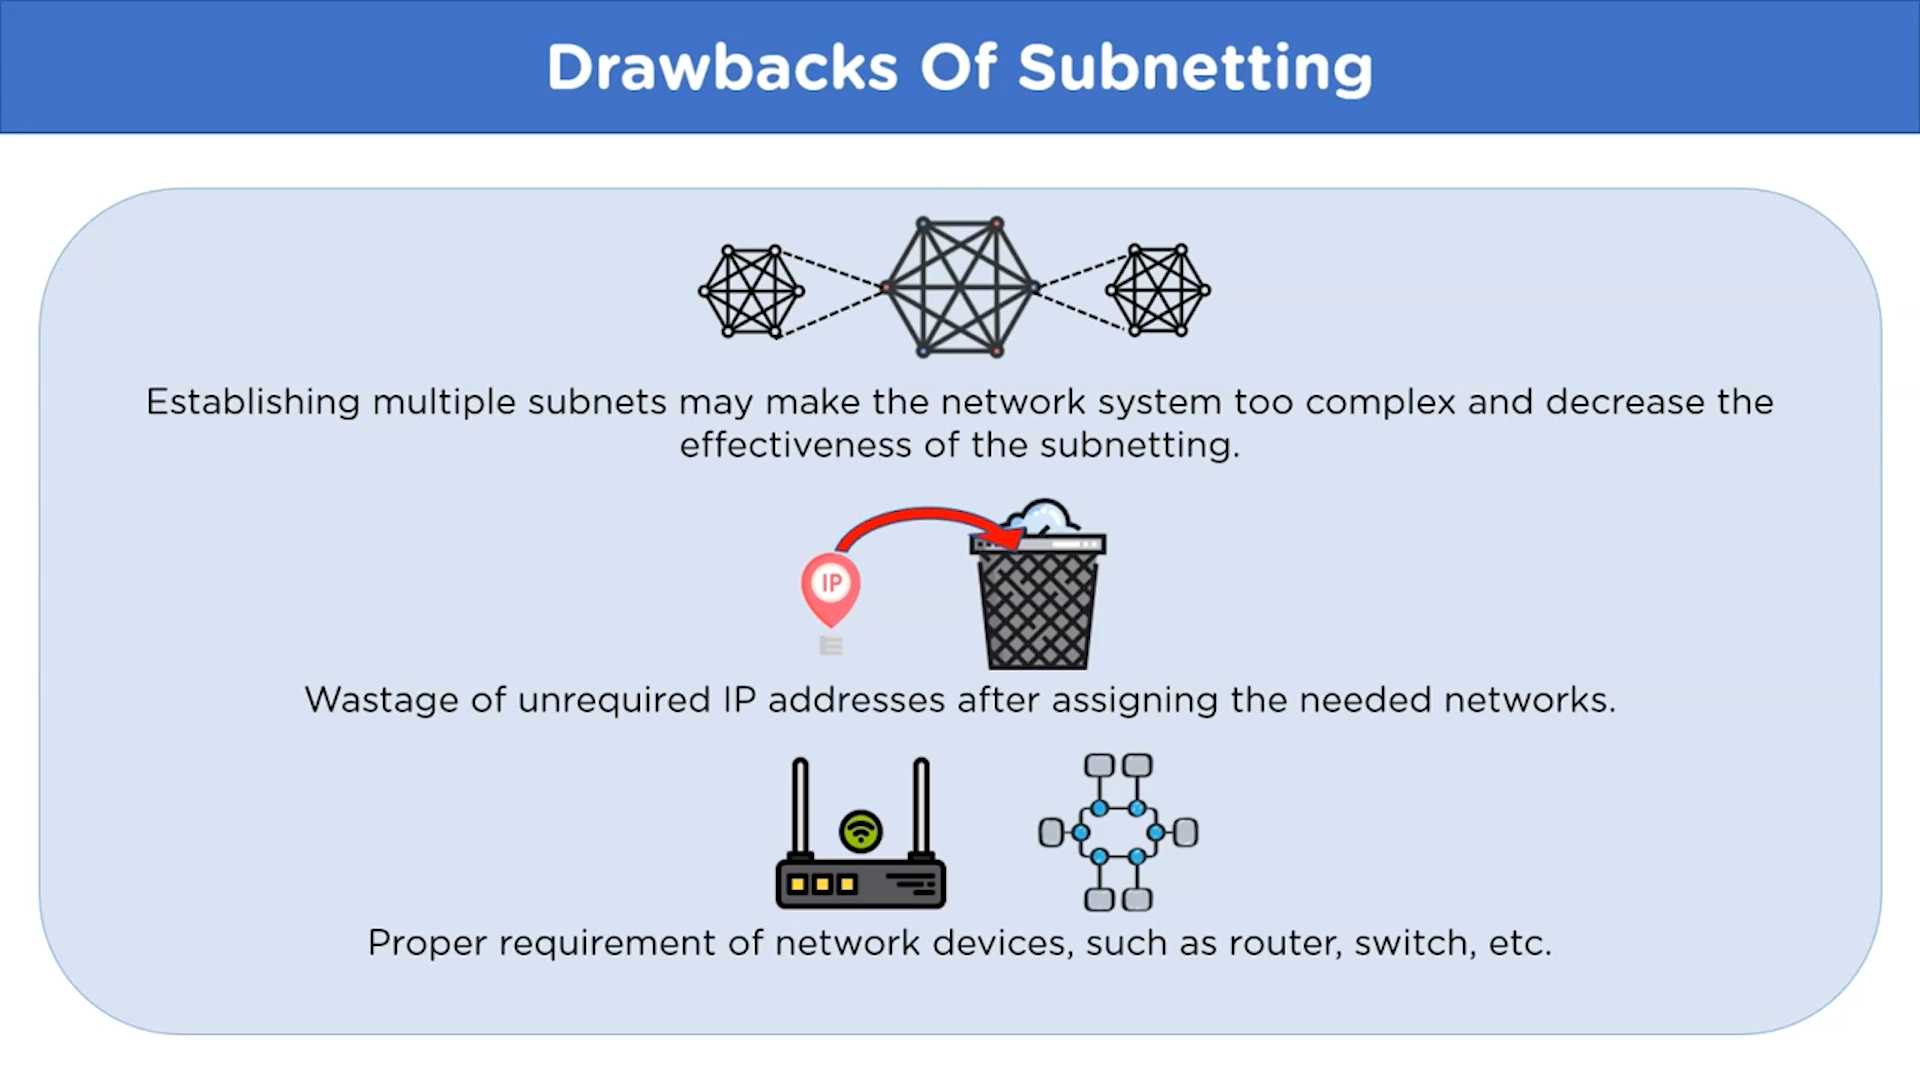 Drawbacks Of Subnetting
Establishing multiple subnets may make the network system too complex and decrease the
effectiveness of the subnetting.
IP
Wastage of unrequired IP addresses after assigning the needed networks.
Proper requirement of network devices, such as router, switch, etc.